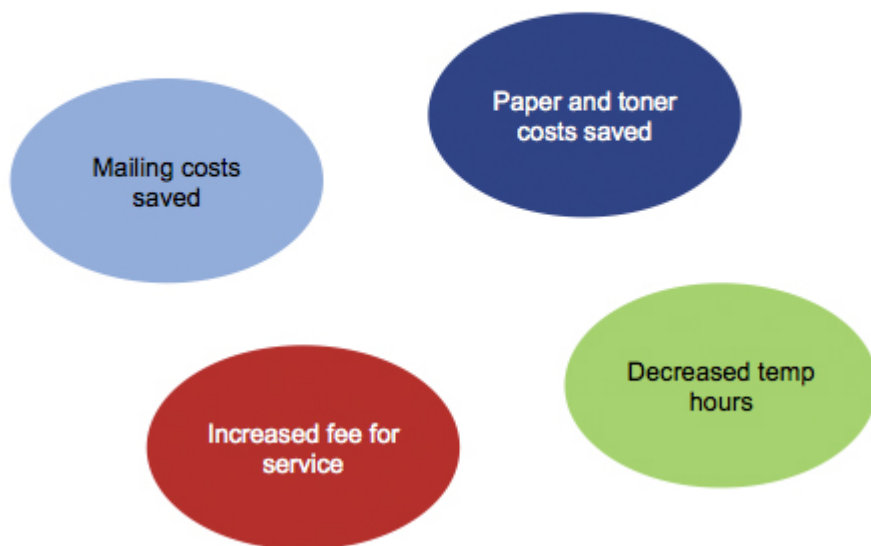 Paper and toner
costs saved
Mailing costs
saved
Decreased temp
hours
Increased fee for
service